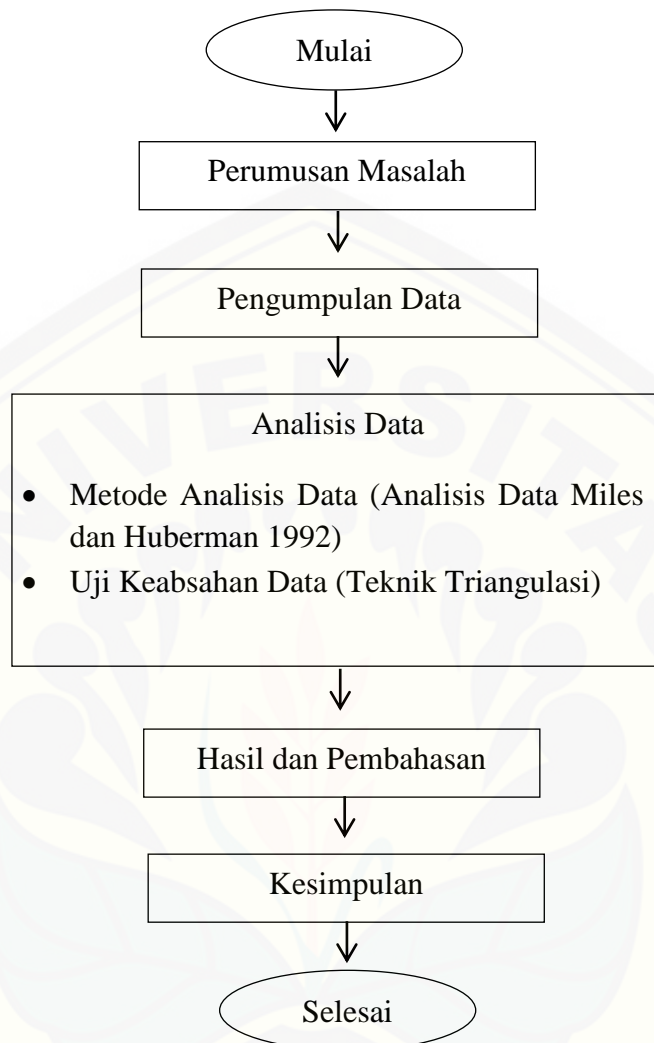 Mulai
Perumusan Masalah
Pengumpulan Data
Analisis Data
• Metode Analisis Data (Analisis Data Miles
dan Huberman 1992)
• Uji Keabsahan Data (Teknik Triangulasi)
Hasil dan Pembahasan
Kesimpulan
Selesai